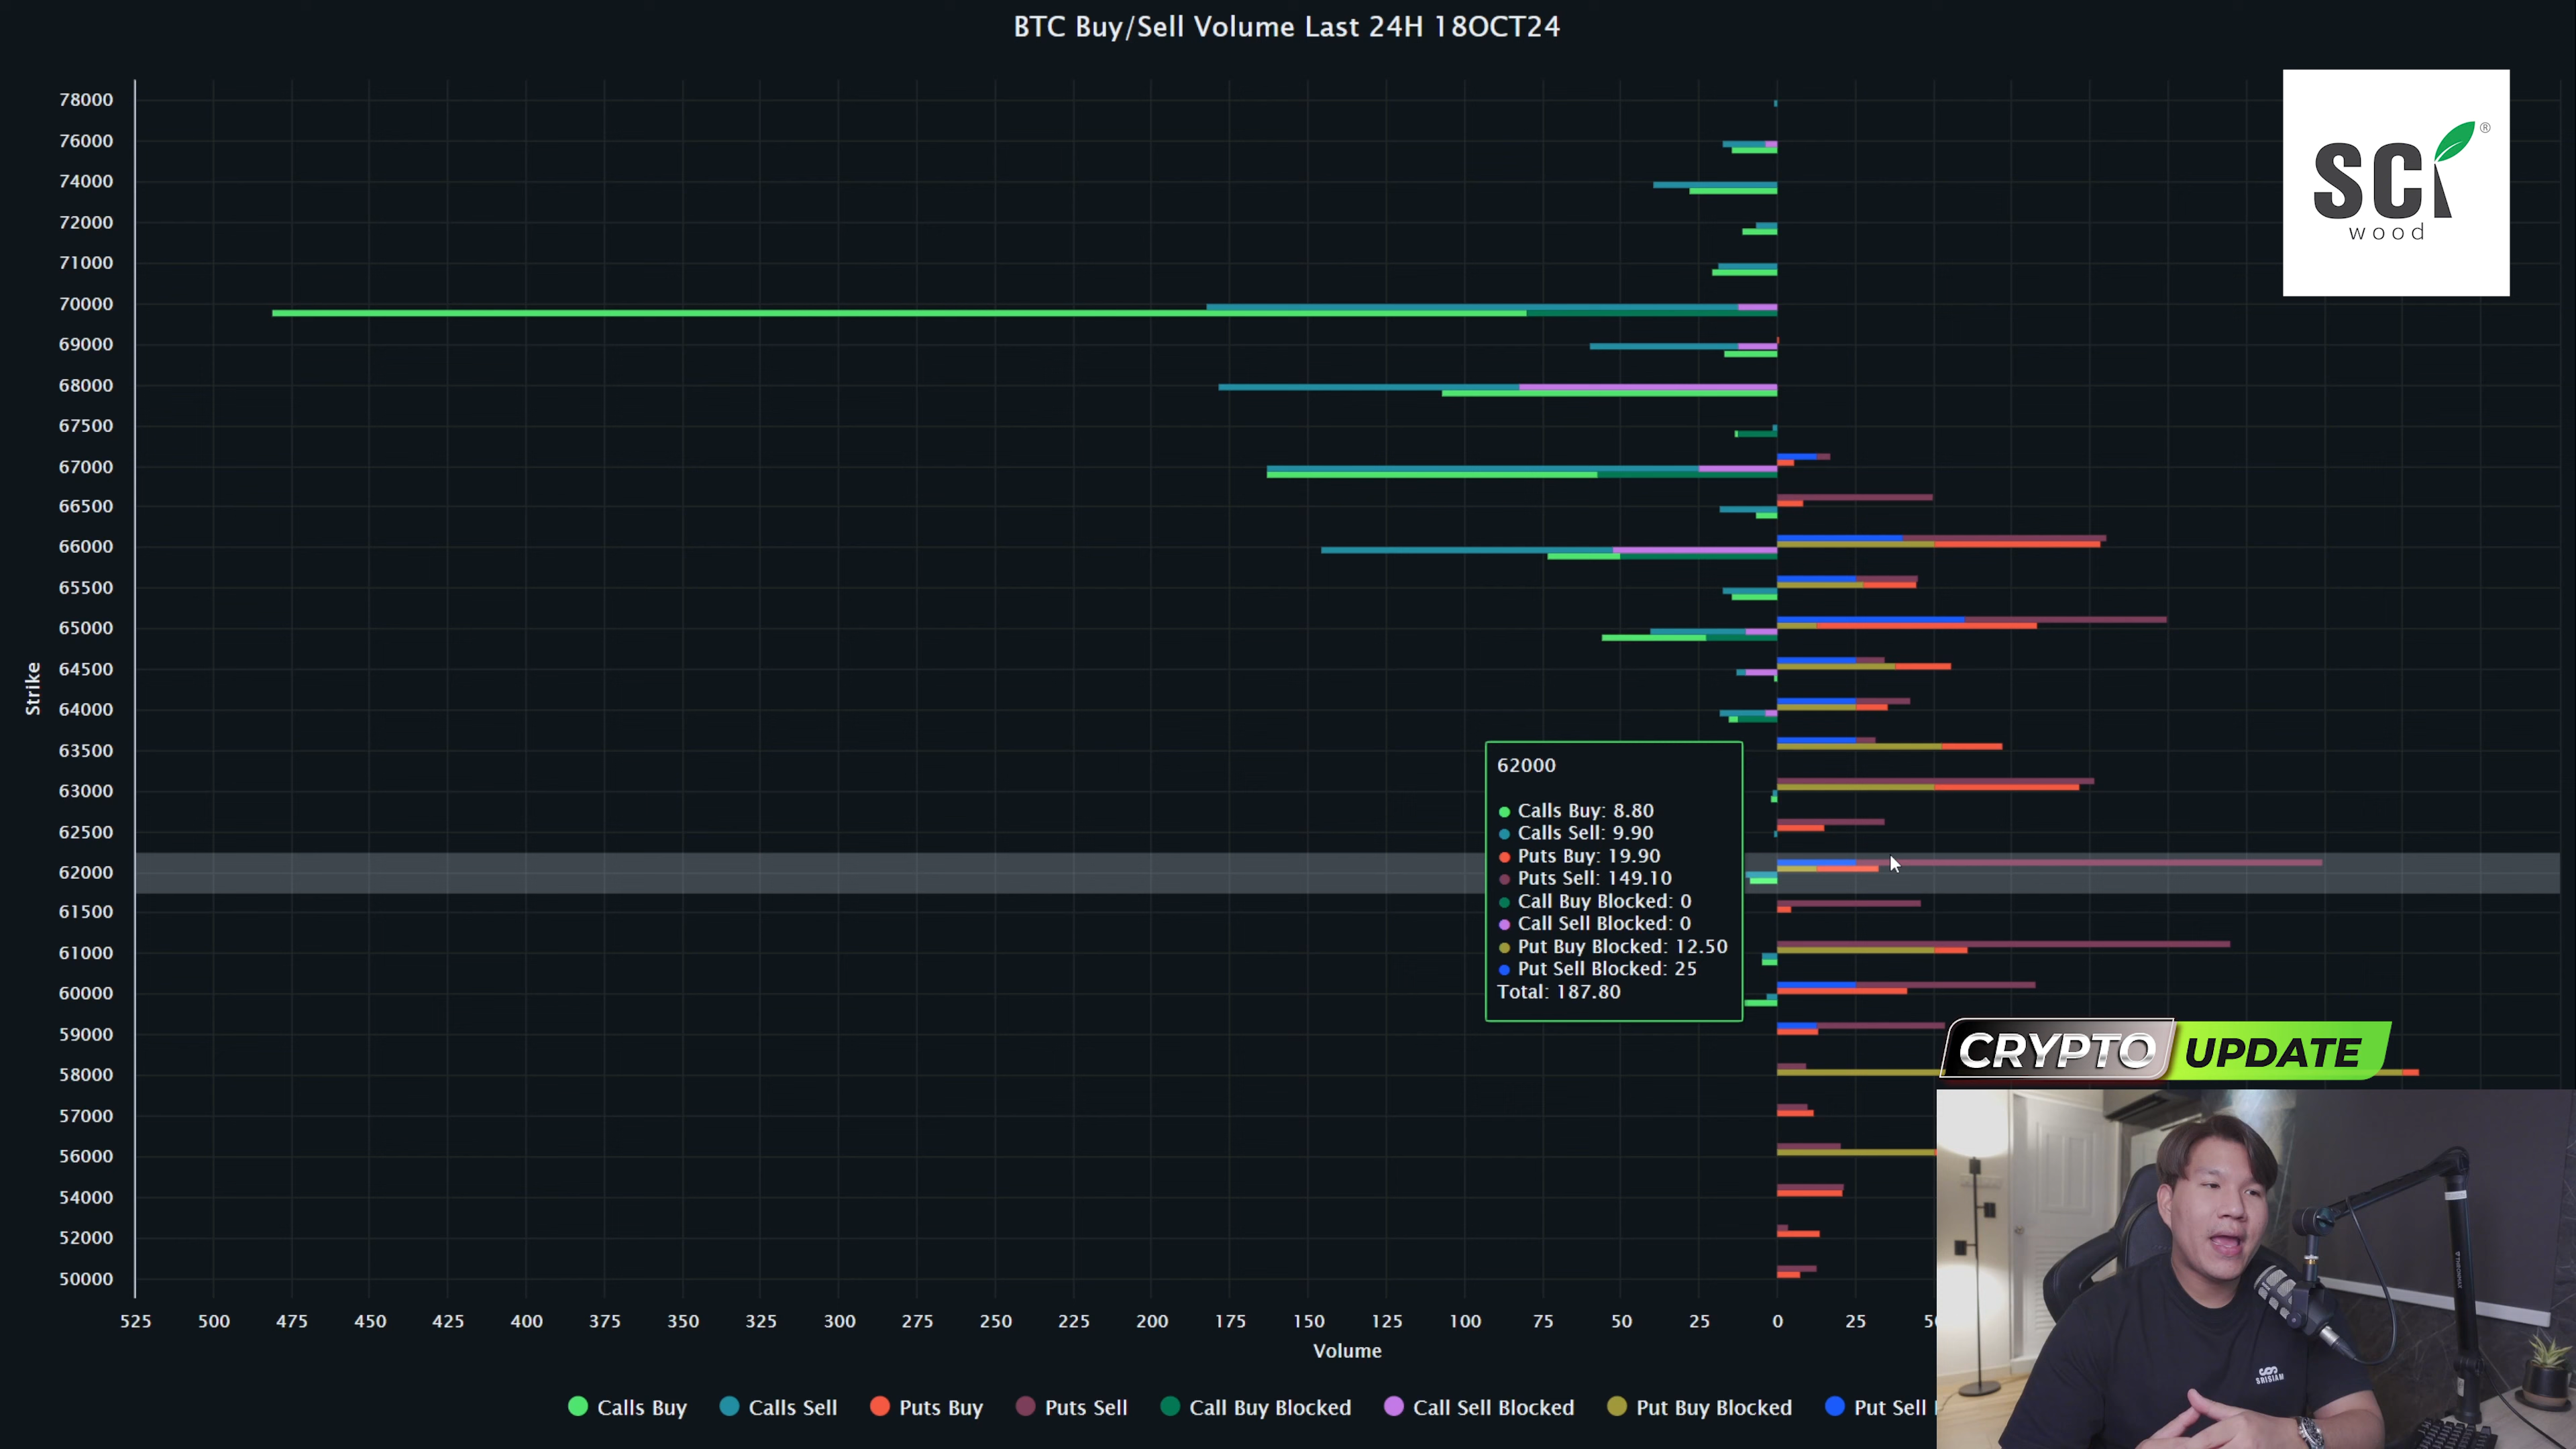 BTC Buy/Sell Volume Last 24H 18OCT24
SCI
®
wood
78000
76000
74000
72000
71000
70000
69000
68000
67500
67000
66500
66000
65500
65000
64500
64000
63500
63000
62500
62000
61500
61000
60000
59000
58000
57000
56000
54000
52000
50000
Strike
62000
Calls Buy: 8.80
Calls Sell: 9.90
Puts Buy: 19.90
Puts Sell: 149.10
Call Buy Blocked: 0
Call Sell Blocked: 0
Put Buy Blocked: 12.50
Put Sell Blocked: 25
Total: 187.80
CRYPTO UPDATE
525 500 475 450 425 400 375 350 325 300 275 250 225 200 175 150 125 100 75 50 25 0 25
Volume
Calls Buy Calls Sell Puts Buy Puts Sell Call Buy Blocked Call Sell Blocked Put Buy Blocked Put Sell
SRISIAM